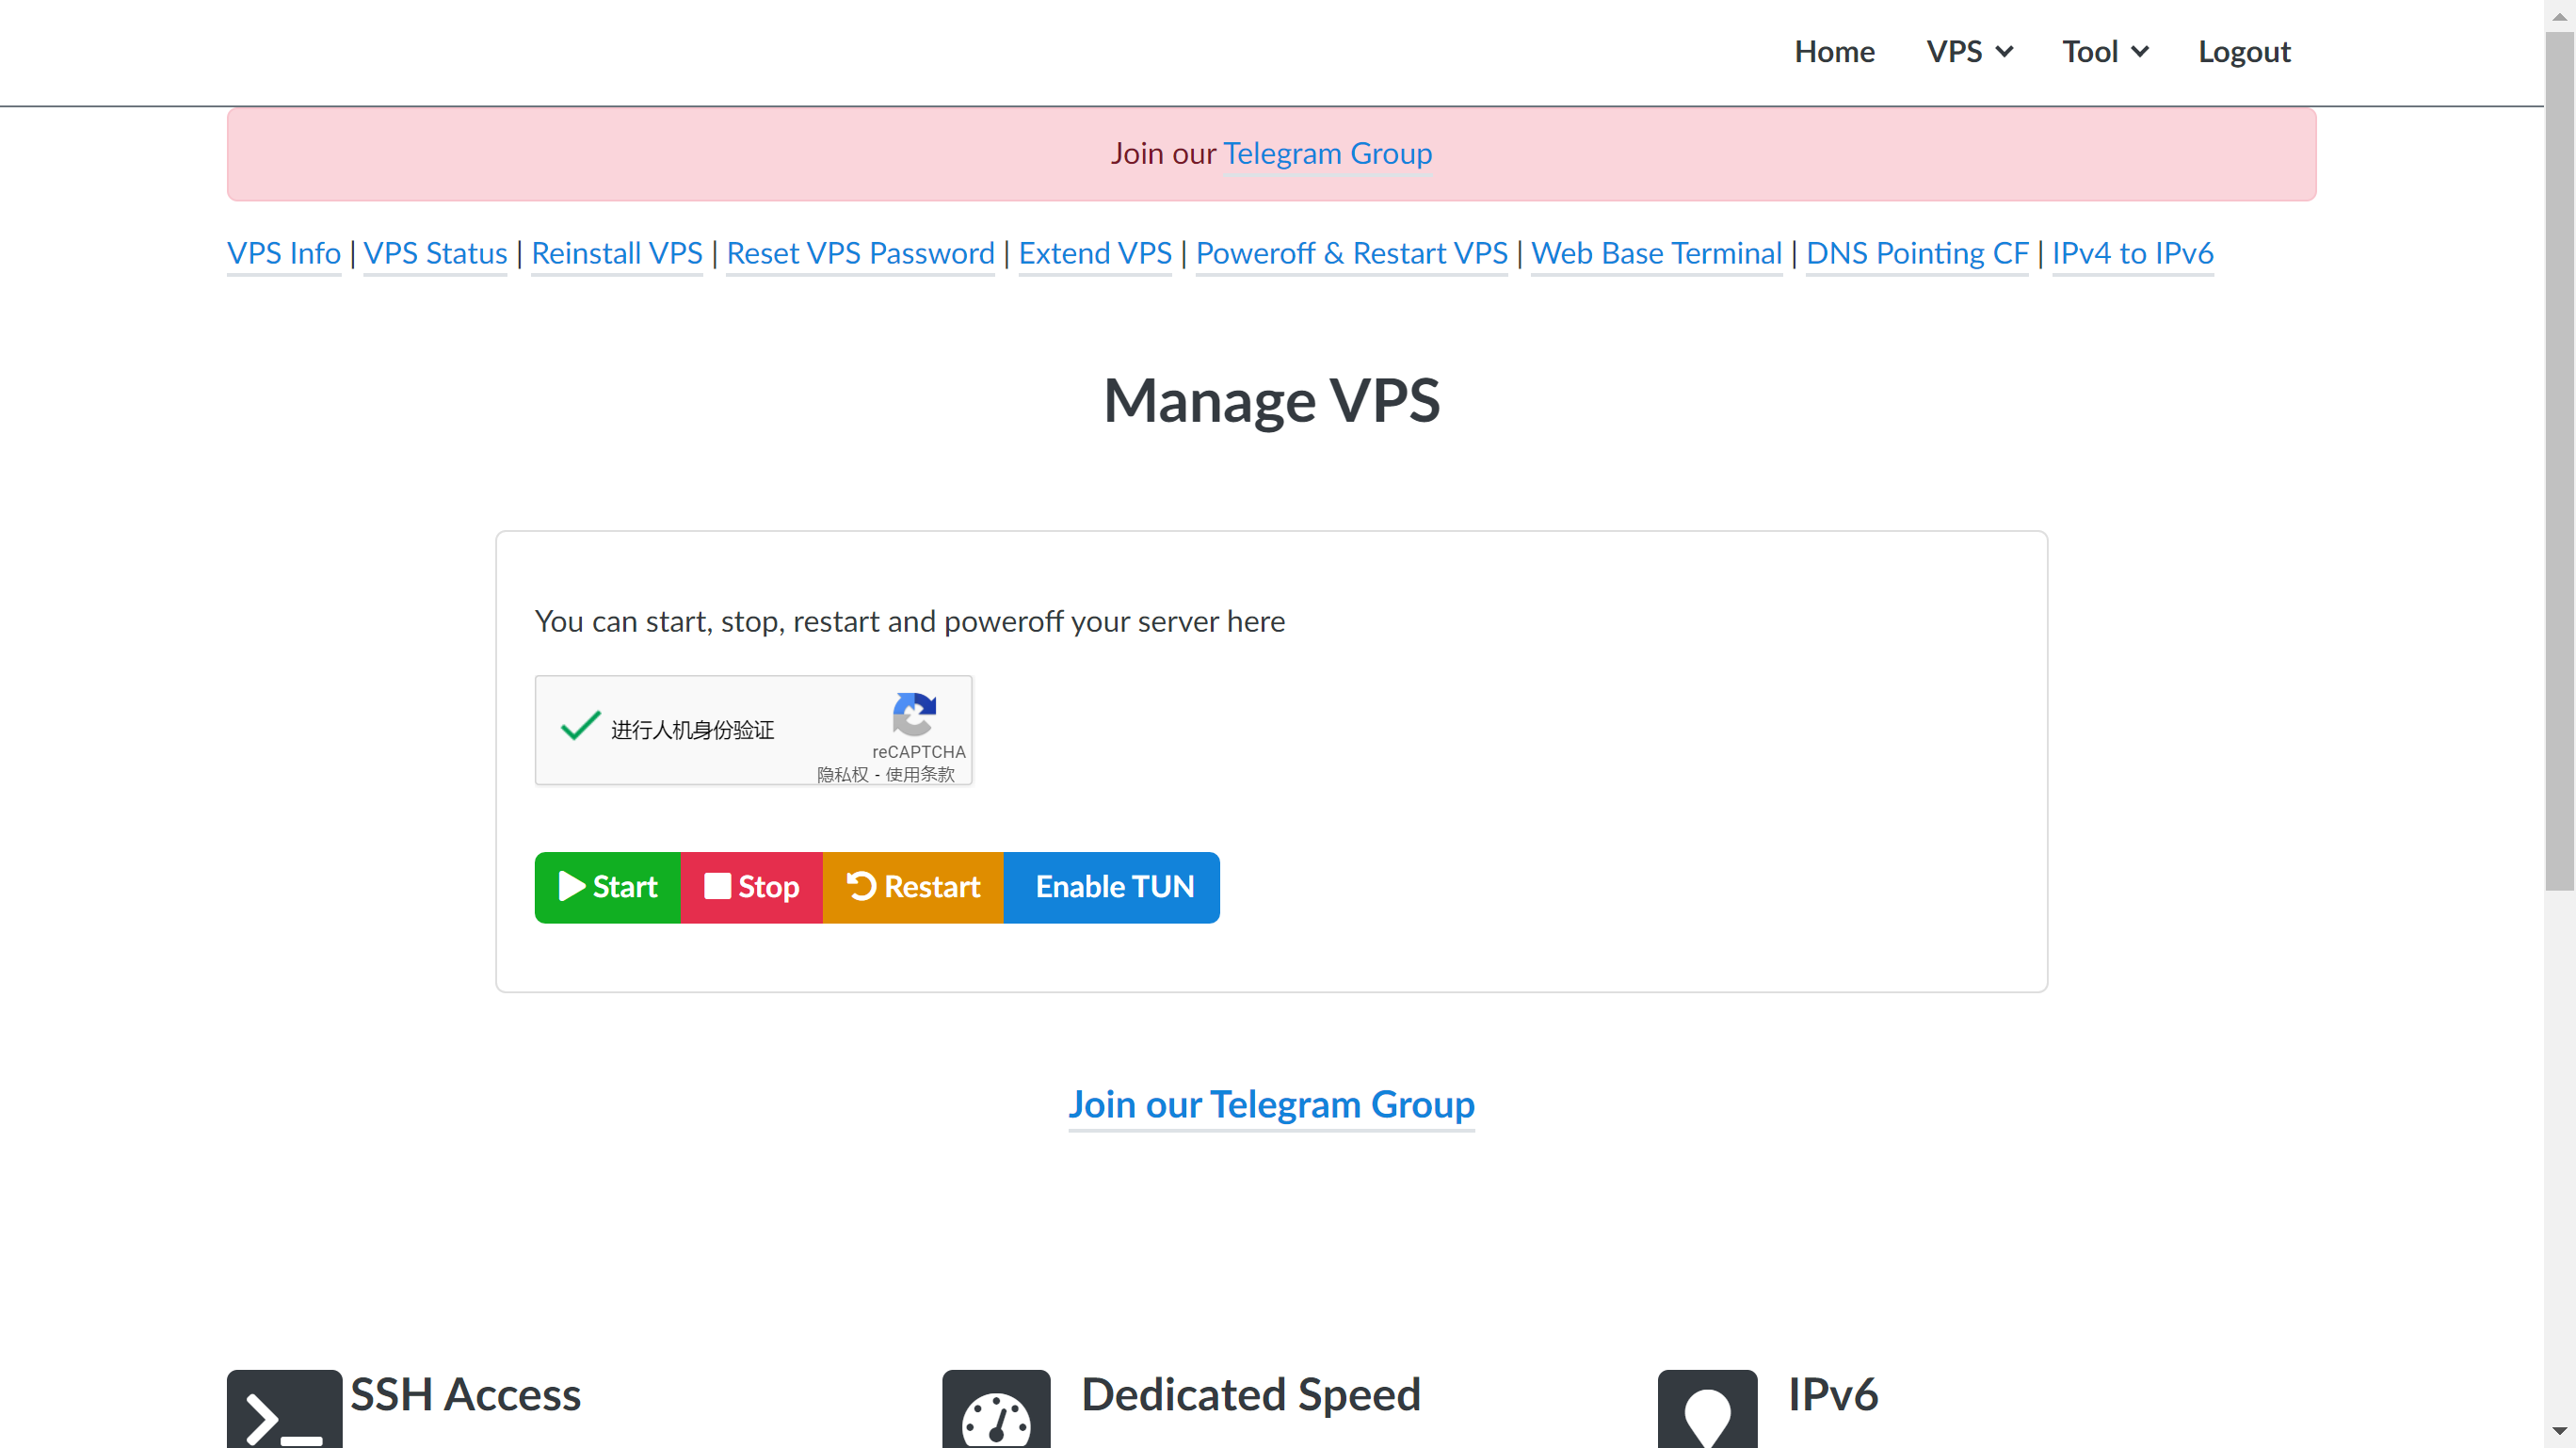 Home VPS Tool Logout
Join our Telegram Group
VPS Info | VPS Status | Reinstall VPS | Reset VPS Password | Extend VPS | Poweroff & Restart VPS | Web Base Terminal | DNS Pointing CF | IPv4 to IPv6
Manage VPS
You can start, stop, restart and poweroff your server here
进行人机身份验证
reCAPTCHA
隐私权 - 使用条款
Start Stop Restart Enable TUN
Join our Telegram Group
SSH Access Dedicated Speed IPv6